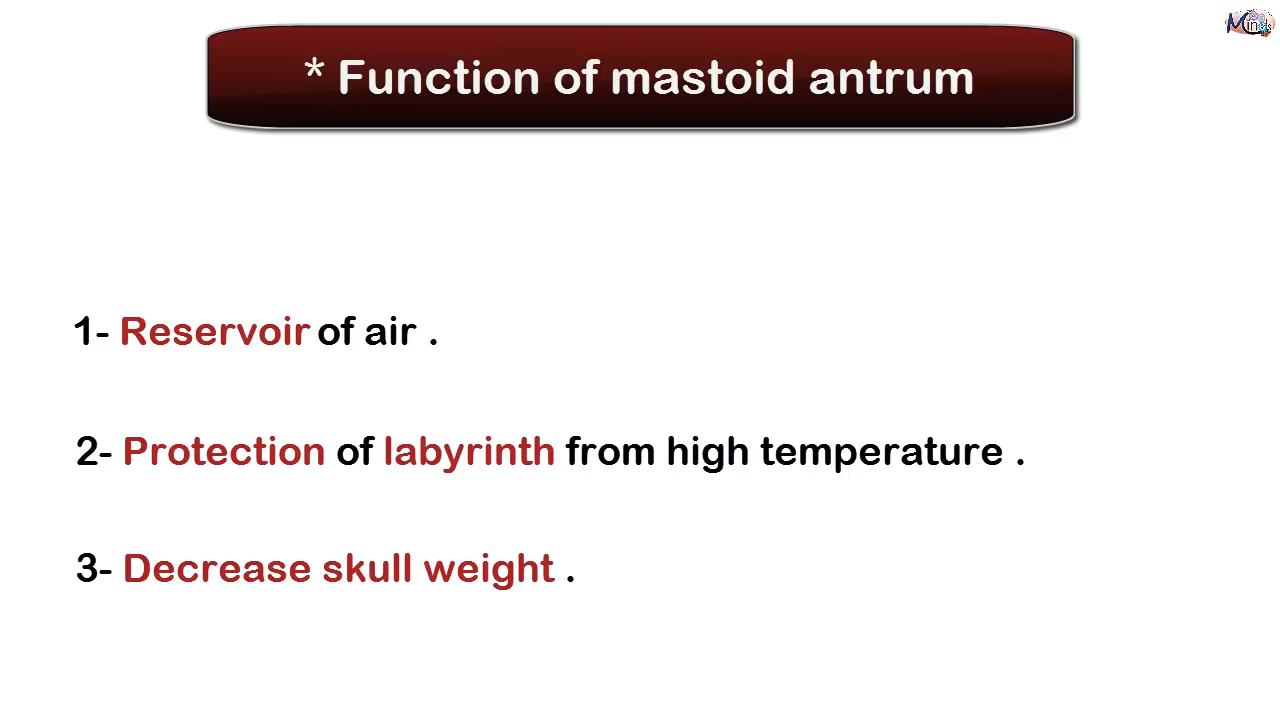 Minds
* Function of mastoid antrum
1- Reservoir of air .
2- Protection of labyrinth from high temperature .
3- Decrease skull weight .